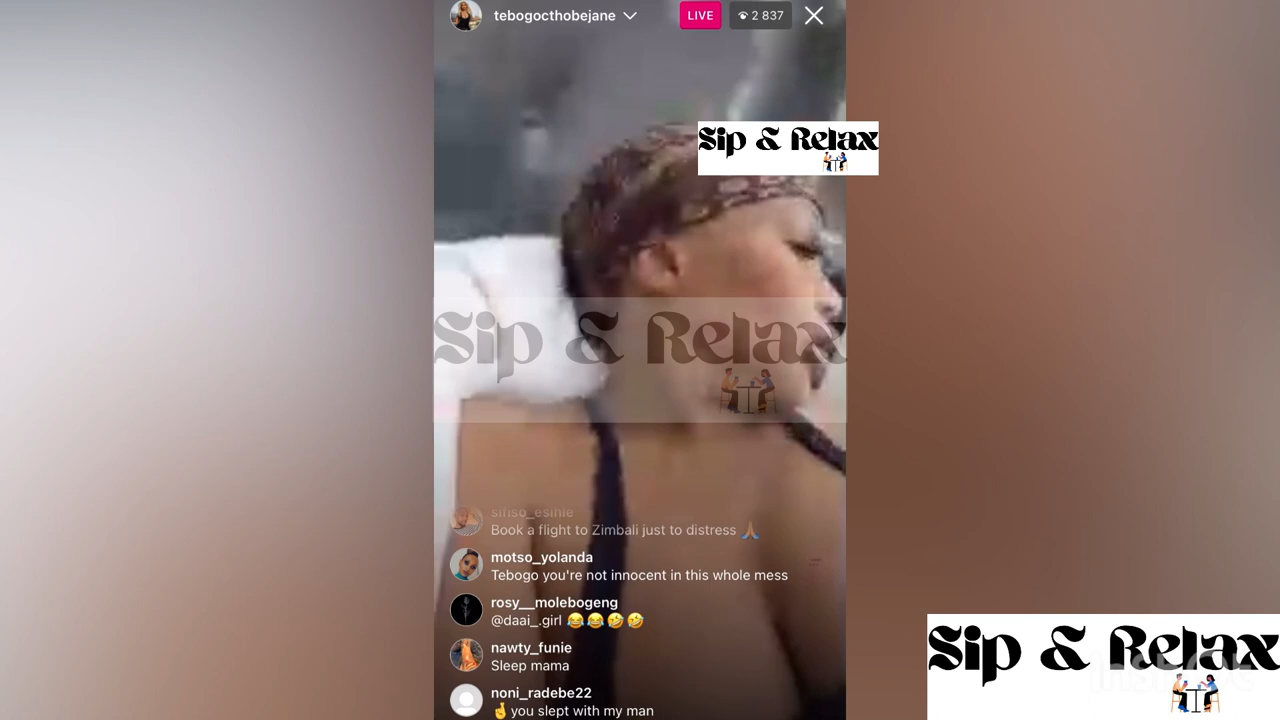 tebogocthobejane
LIVE
2 837
Sip & Relax
Sip & Relax
sifiso_esihle
Book a flight to Zimbali just to distress 🙏
motso_yolanda
Tebogo you're not innocent in this whole mess
rosy__molebogeng
@daai_.girl 😂😂🤣🤣
nawty_funie
Sleep mama
noni_radebe22
🤞you slept with my man
Sip & Relax
InShot